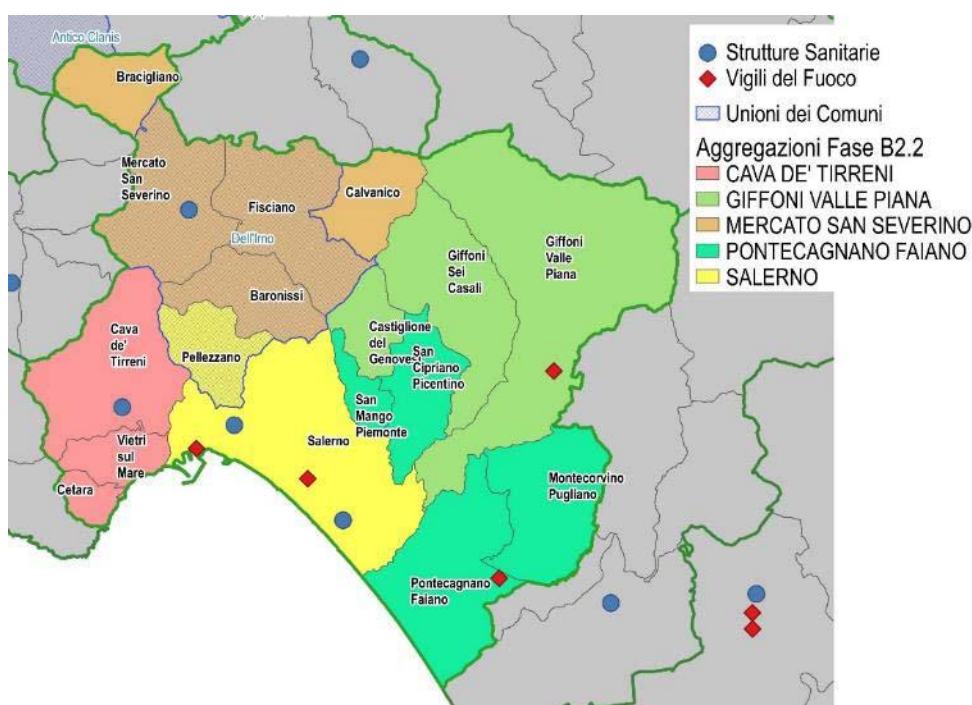 Antico Clanis
Bracigliano
Mercato
San
Severino
Fisciano
Calvanico
Dell'Irno
Baronissi
Giffoni
Sei
Casali
Giffoni
Valle
Piana
Cava
de'
Tirreni
Pellezzano
Castiglione
del
Genovesi
San
Cipriano
Picentino
San
Mango
Piemonte
Salerno
Vietri
sul
Mare
Cetara
Montecorvino
Pugliano
Pontecagnano
Faiano
Strutture Sanitarie
Vigili del Fuoco
Unioni dei Comuni
Aggregazioni Fase B2.2
CAVA DE' TIRRENI
GIFFONI VALLE PIANA
MERCATO SAN SEVERINO
PONTECAGNANO FAIANO
SALERNO